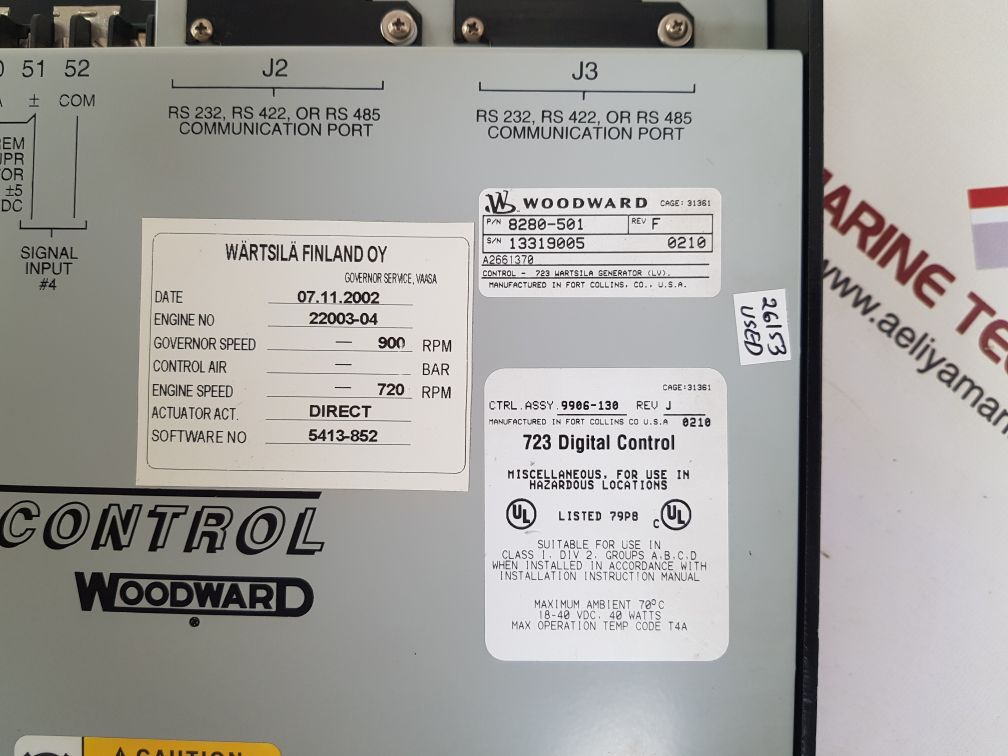 51 52
± COM
±5
DC
SIGNAL
INPUT
#4
J2
RS 232, RS 422, OR RS 485
COMMUNICATION PORT
J3
RS 232, RS 422, OR RS 485
COMMUNICATION PORT
WOODWARD CAGE: 31361
P/N 8280-501 REV F
S/N 13319005 0210
A2661370
CONTROL - 723 WARTSILA GENERATOR (LV).
MANUFACTURED IN FORT COLLINS, CO., U.S.A.
WÄRTSILÄ FINLAND OY
GOVERNOR SERVICE, VAASA
DATE 07.11.2002
ENGINE NO 22003-04
GOVERNOR SPEED — 900 RPM
CONTROL AIR — BAR
ENGINE SPEED — 720 RPM
ACTUATOR ACT. DIRECT
SOFTWARE NO 5413-852
26153
USED
CAGE:31361
CTRL.ASSY.9906-130 REV J
MANUFACTURED IN FORT COLLINS CO U.S.A 0210
723 Digital Control
MISCELLANEOUS, FOR USE IN
HAZARDOUS LOCATIONS
UL LISTED 79P8 C UL
SUITABLE FOR USE IN
CLASS I, DIV 2, GROUPS A,B,C,D
WHEN INSTALLED IN ACCORDANCE WITH
INSTALLATION INSTRUCTION MANUAL
MAXIMUM AMBIENT 70°C
18-40 VDC, 40 WATTS
MAX OPERATION TEMP CODE T4A
CONTROL
WOODWARD
®
CAUTION
ARINE TE
www.aeliyamar